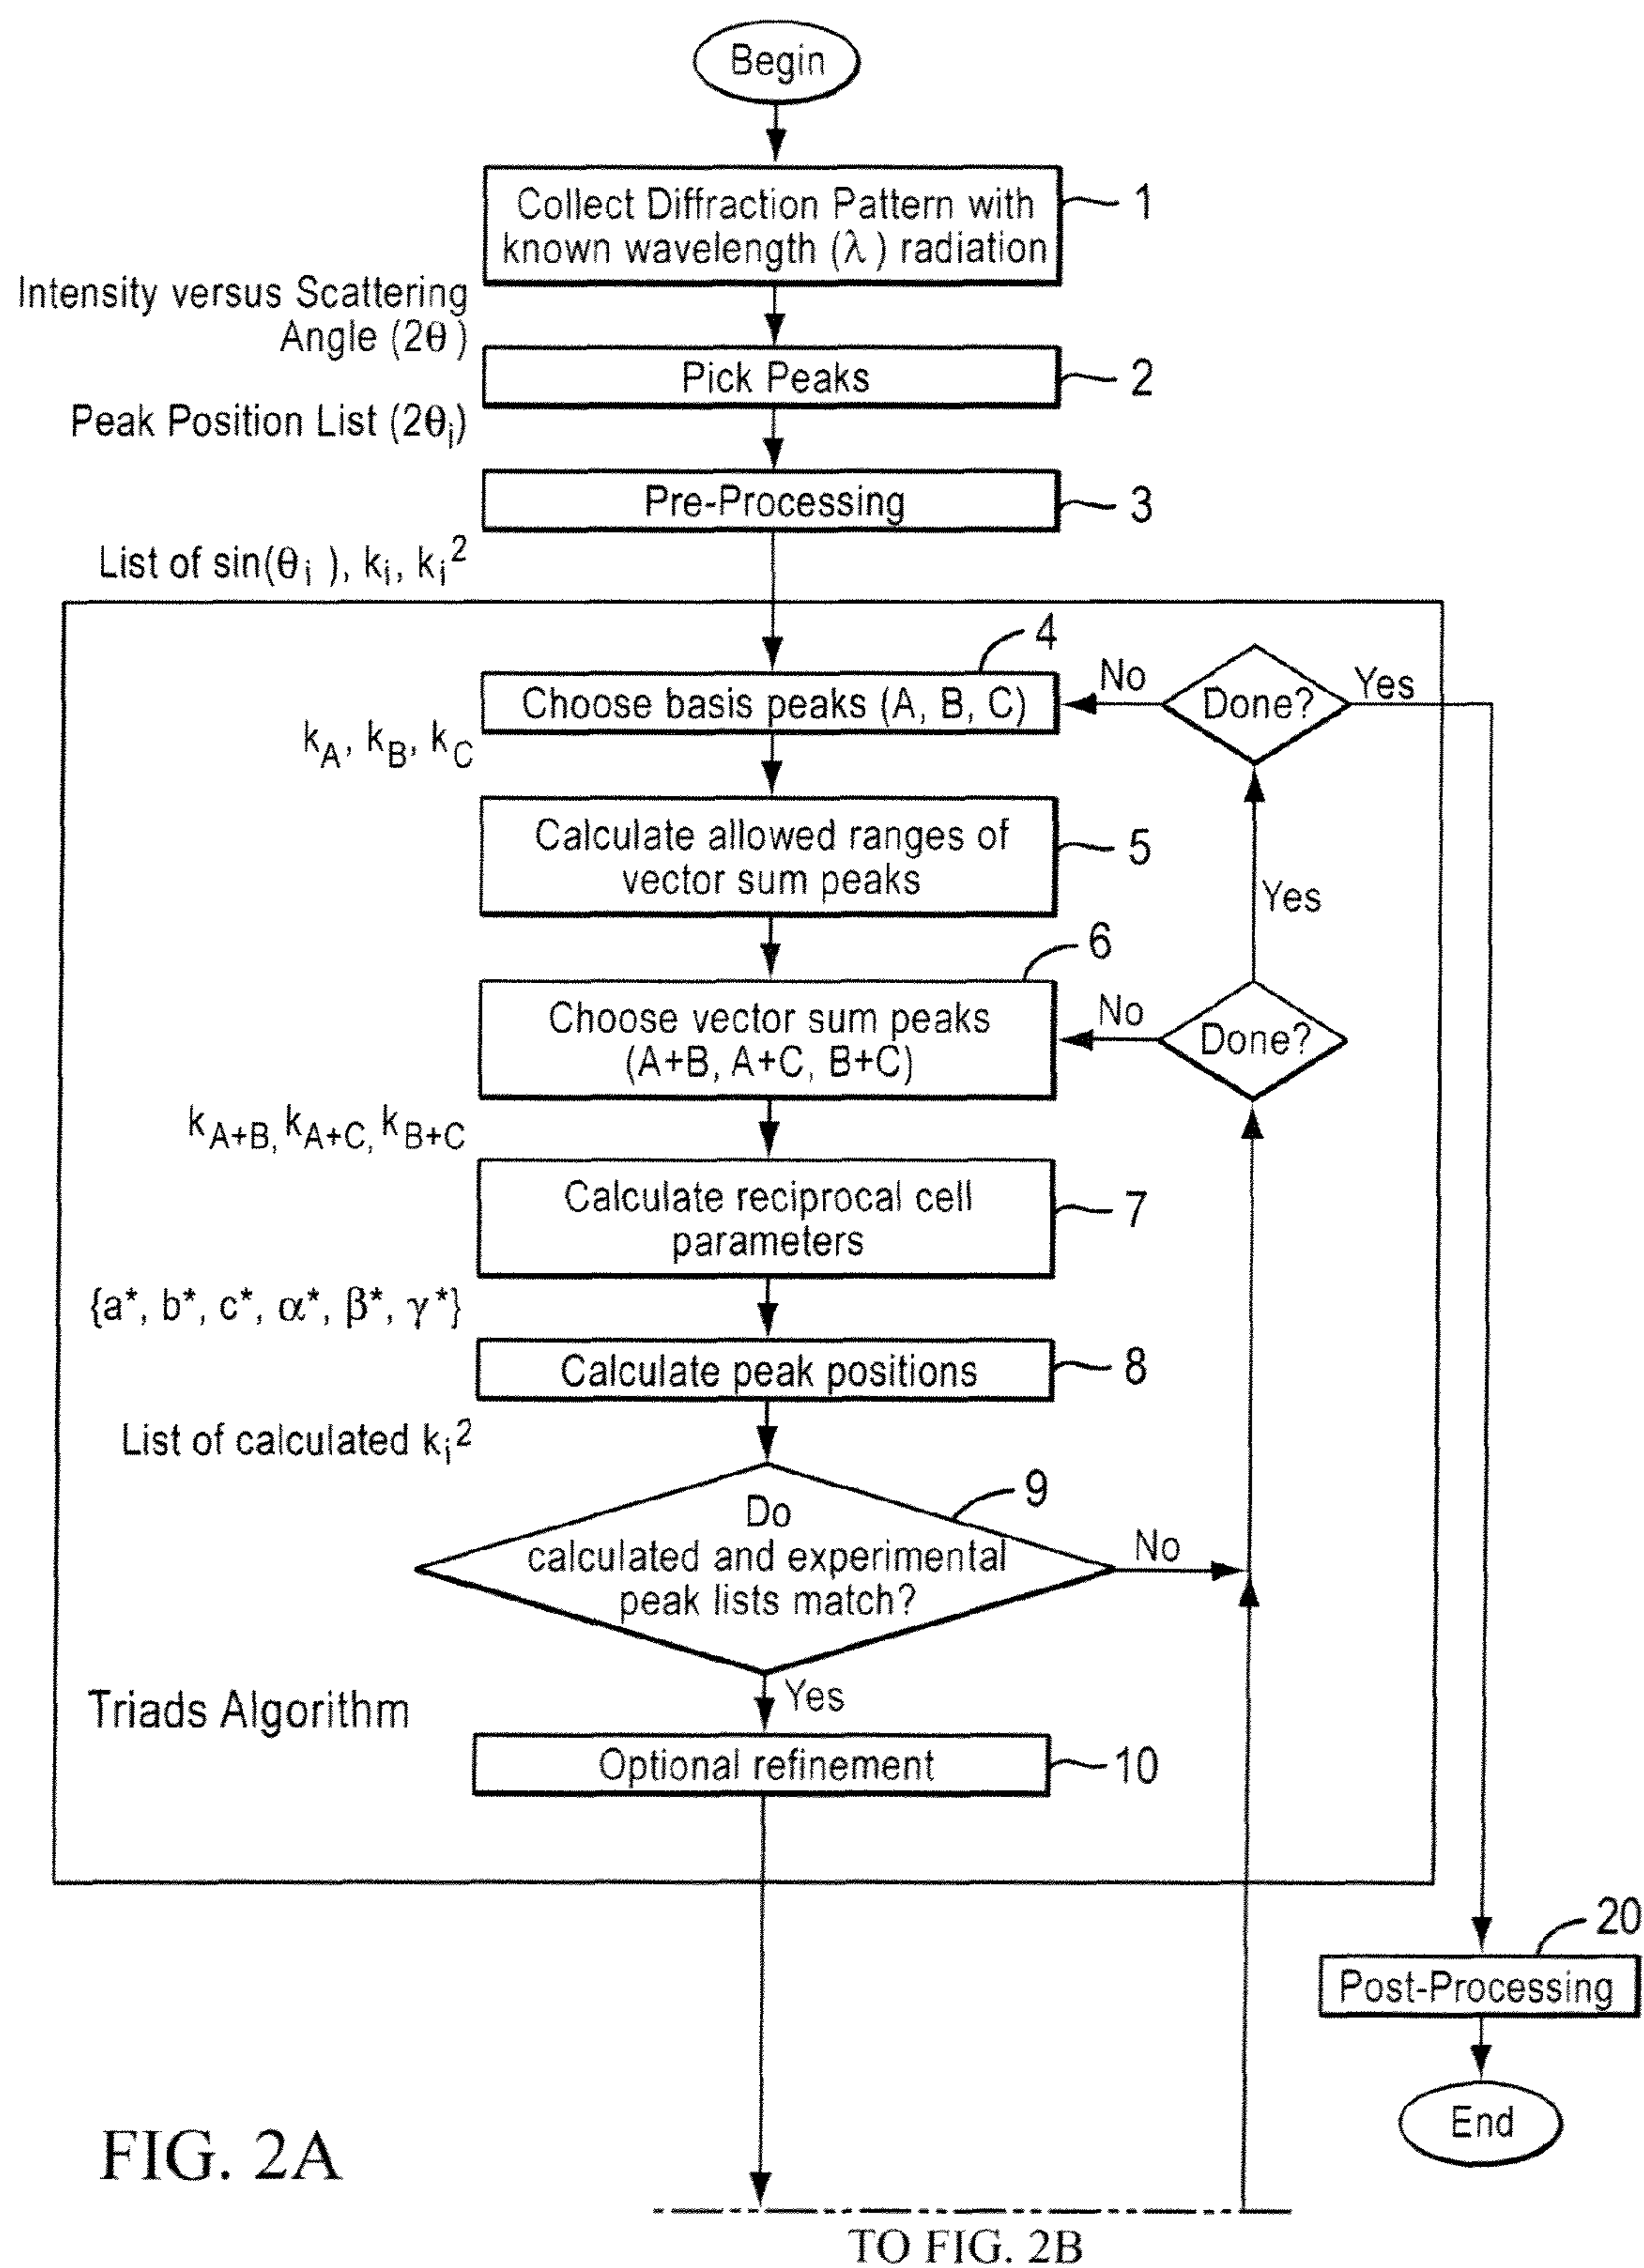 Begin
Collect Diffraction Pattern with
known wavelength (λ) radiation
1
Intensity versus Scattering
Angle (2θ)
Pick Peaks
2
Peak Position List (2θi)
Pre-Processing
3
List of sin(θi), ki, ki²
4
Choose basis peaks (A, B, C)
No
Done?
Yes
kA, kB, kC
Calculate allowed ranges of
vector sum peaks
5
Yes
6
Choose vector sum peaks
(A+B, A+C, B+C)
No
Done?
kA+B, kA+C, kB+C
Calculate reciprocal cell
parameters
7
{a*, b*, c*, α*, β*, γ*}
Calculate peak positions
8
List of calculated ki²
9
Do
calculated and experimental
peak lists match?
No
Yes
Triads Algorithm
Optional refinement
10
20
Post-Processing
End
FIG. 2A
TO FIG. 2B